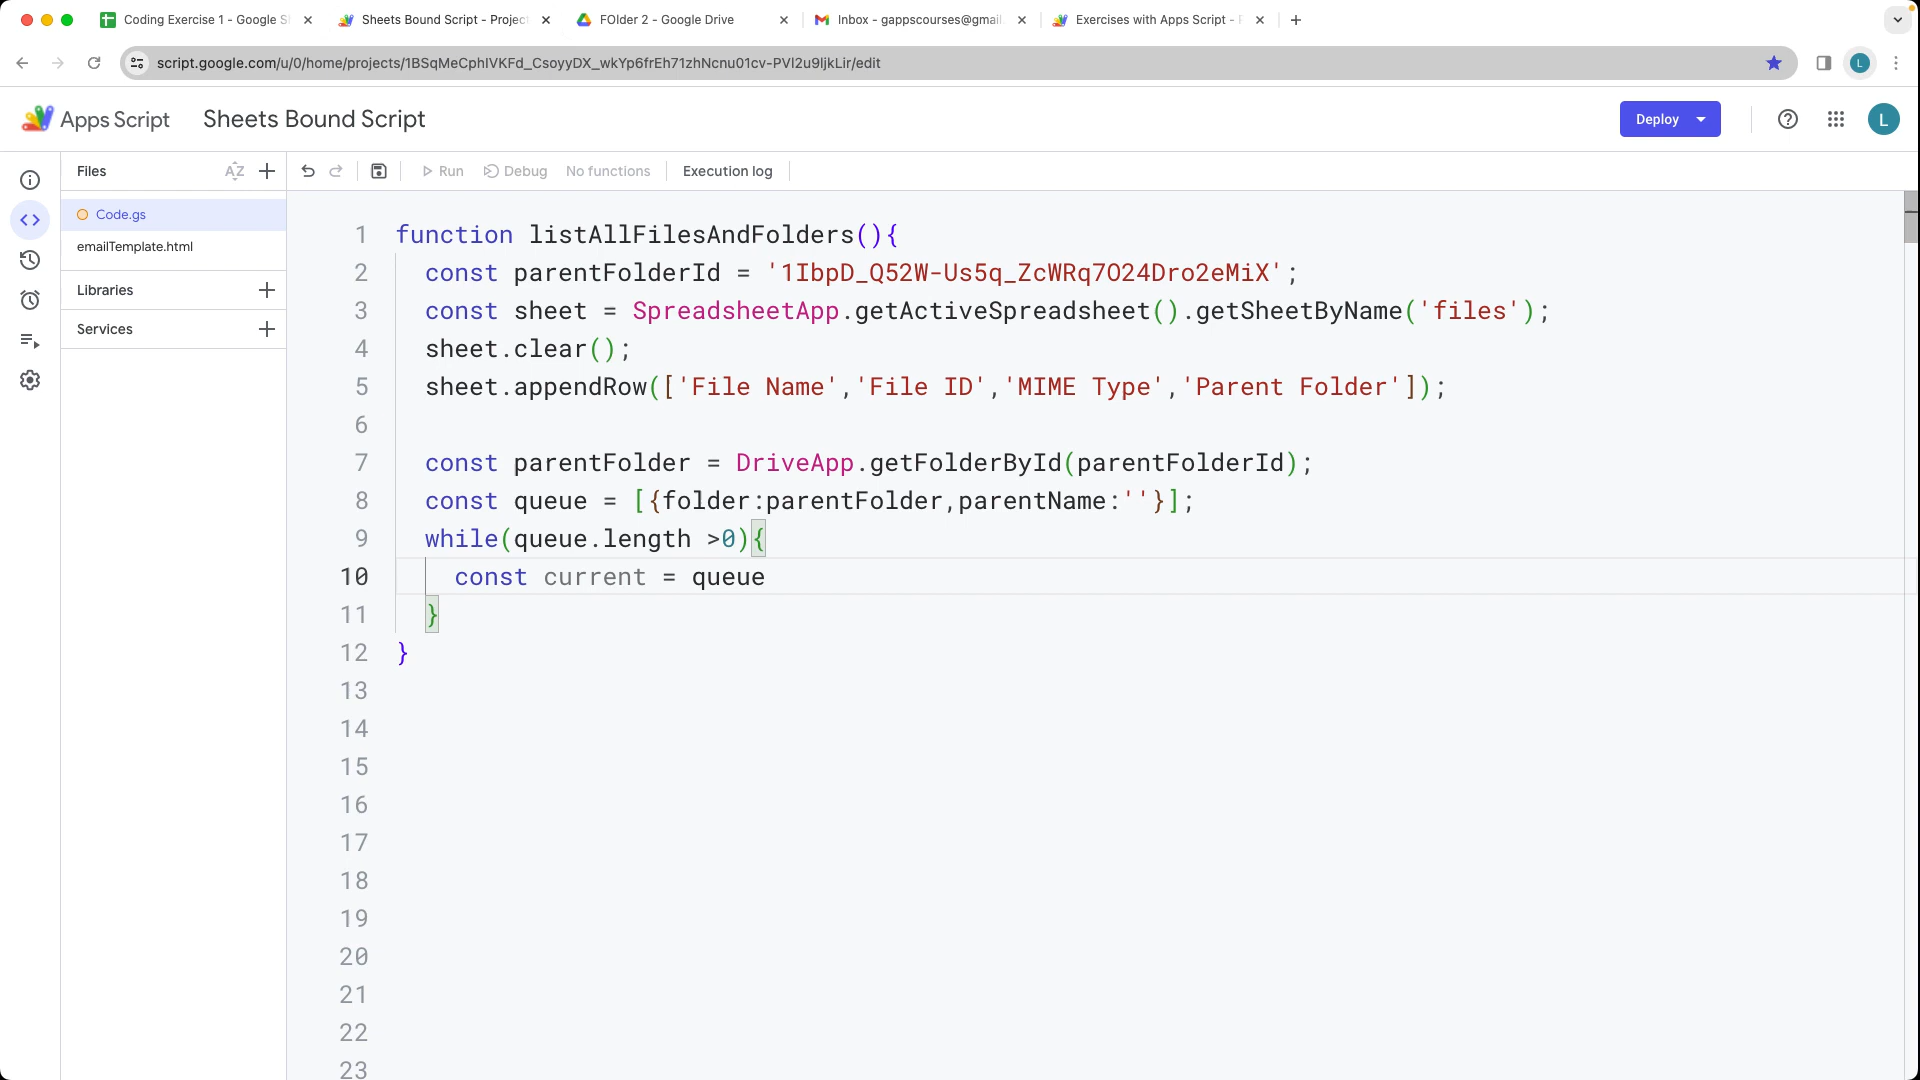 Coding Exercise 1 - Google S
Sheets Bound Script - Projec
FOlder 2 - Google Drive
Inbox - gappscourses@gmail.
Exercises with Apps Script - P
script.google.com/u/0/home/projects/1BSqMeCphIVKFd_CsoyyDX_wkYp6frEh71zhNcnu01cv-PVI2u9ljkLir/edit
L
Apps Script
Sheets Bound Script
Deploy
L
Files
AZ
Run
Debug
No functions
Execution log
Code.gs
emailTemplate.html
Libraries
Services
1 function listAllFilesAndFolders(){
2 const parentFolderId = '1IbpD_Q52W-Us5q_ZcWRq7O24Dro2eMiX';
3 const sheet = SpreadsheetApp.getActiveSpreadsheet().getSheetByName('files');
4 sheet.clear();
5 sheet.appendRow(['File Name','File ID','MIME Type','Parent Folder']);
6
7 const parentFolder = DriveApp.getFolderById(parentFolderId);
8 const queue = [{folder:parentFolder,parentName:''}];
9 while(queue.length >0){
10 const current = queue
11 }
12 }
13
14
15
16
17
18
19
20
21
22
23